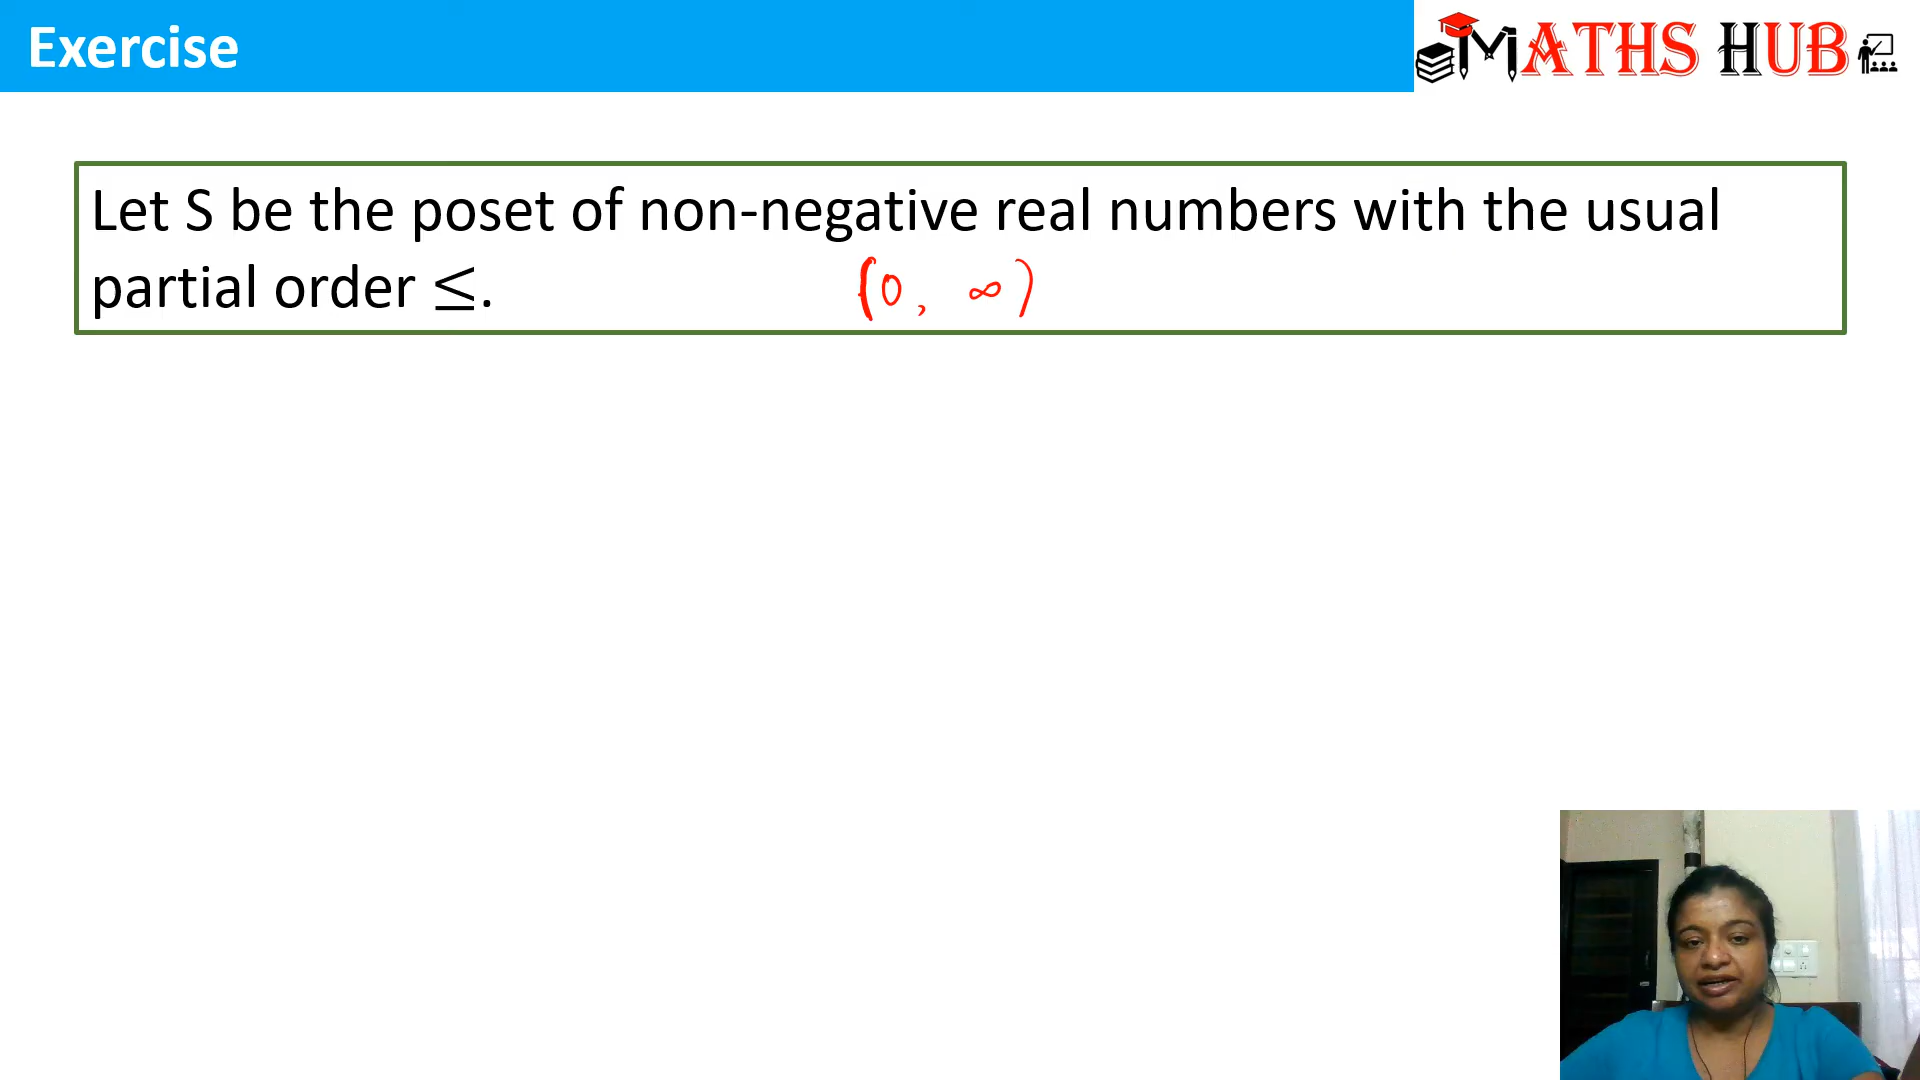 Exercise
MATHS HUB
Let S be the poset of non-negative real numbers with the usual
partial order ≤.
(0, ∞)